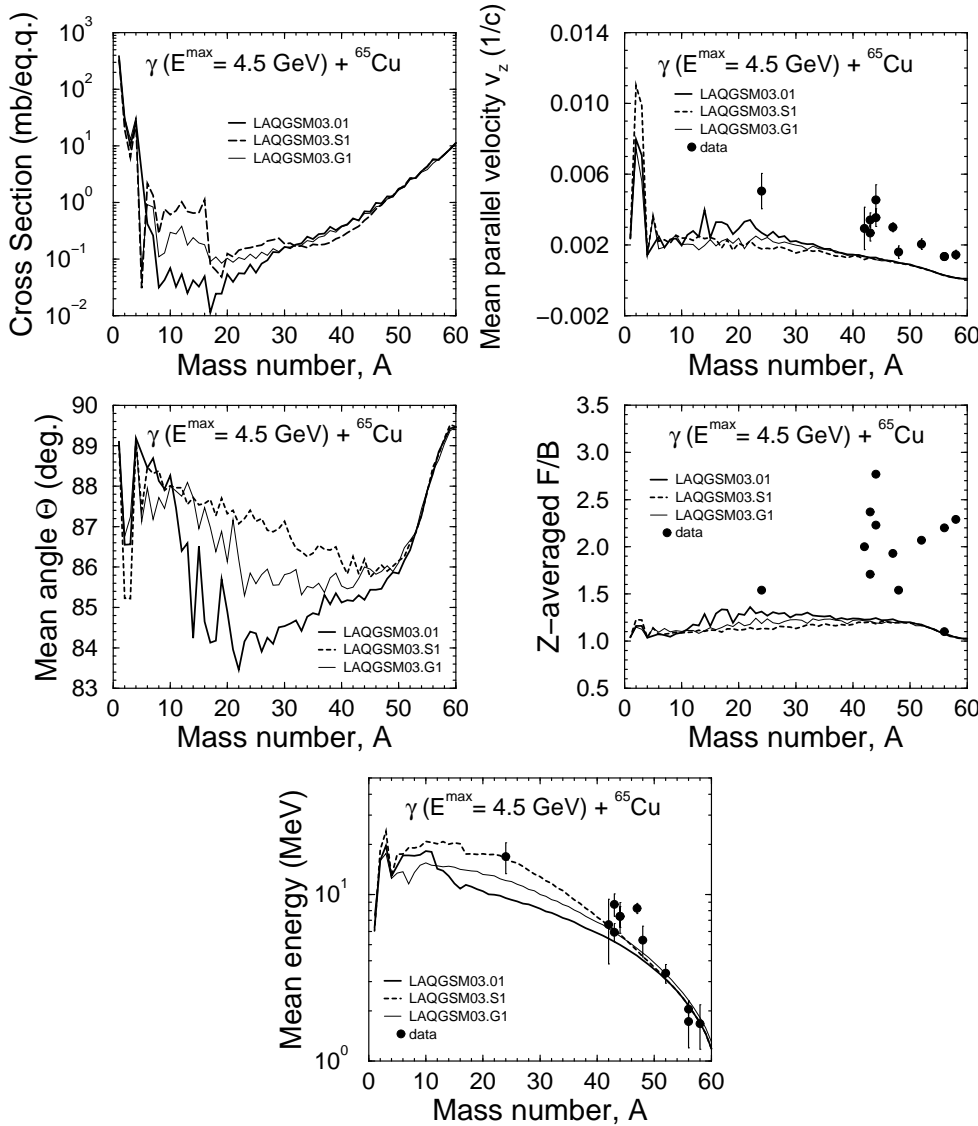 Cross Section (mb/eq.q.)
10³
10²
10¹
10⁰
10⁻¹
10⁻²
γ (Eᵐᵃˣ= 4.5 GeV) + ⁶⁵Cu
LAQGSM03.01
LAQGSM03.S1
LAQGSM03.G1
0 10 20 30 40 50 60
Mass number, A
Mean parallel velocity v_z (1/c)
0.014
0.010
0.006
0.002
−0.002
γ (Eᵐᵃˣ= 4.5 GeV) + ⁶⁵Cu
LAQGSM03.01
LAQGSM03.S1
LAQGSM03.G1
data
0 10 20 30 40 50 60
Mass number, A
Mean angle Θ (deg.)
90
89
88
87
86
85
84
83
γ (Eᵐᵃˣ= 4.5 GeV) + ⁶⁵Cu
LAQGSM03.01
LAQGSM03.S1
LAQGSM03.G1
0 10 20 30 40 50 60
Mass number, A
Z−averaged F/B
3.5
3.0
2.5
2.0
1.5
1.0
0.5
γ (Eᵐᵃˣ= 4.5 GeV) + ⁶⁵Cu
LAQGSM03.01
LAQGSM03.S1
LAQGSM03.G1
data
0 10 20 30 40 50 60
Mass number, A
Mean energy (MeV)
10¹
10⁰
γ (Eᵐᵃˣ= 4.5 GeV) + ⁶⁵Cu
LAQGSM03.01
LAQGSM03.S1
LAQGSM03.G1
data
0 10 20 30 40 50 60
Mass number, A